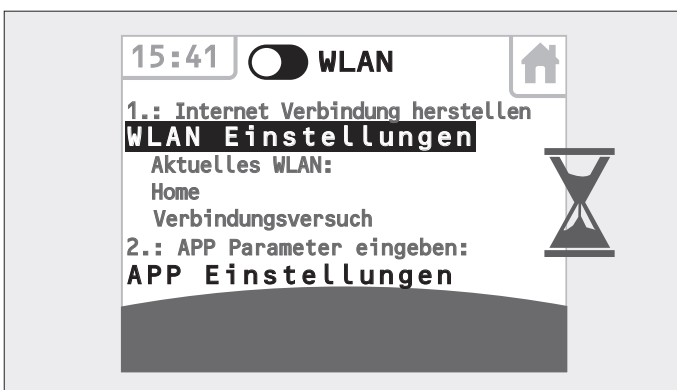 15:41 WLAN
1.: Internet Verbindung herstellen
WLAN Einstellungen
Aktuelles WLAN:
Home
Verbindungsversuch
2.: APP Parameter eingeben:
APP Einstellungen